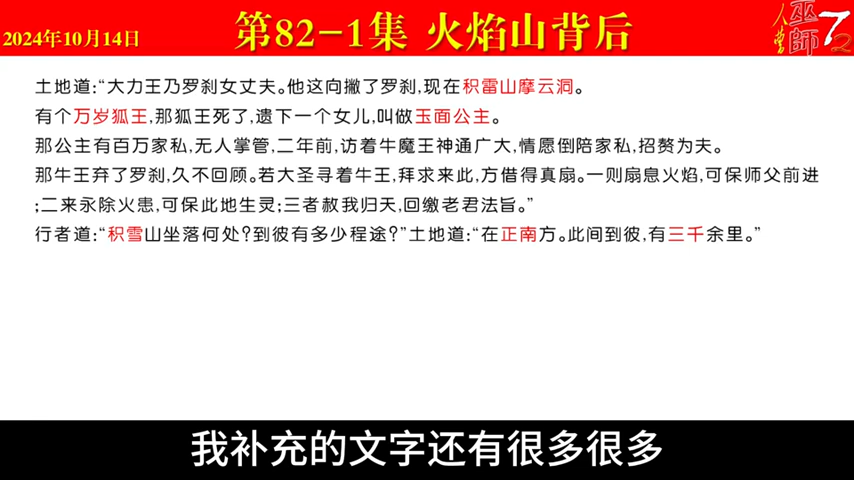 2024年10月14日
第82-1集 火焰山背后
人曹
巫師
72
土地道:“大力王乃罗刹女丈夫。他这向撇了罗刹,现在积雷山摩云洞。
有个万岁狐王,那狐王死了,遗下一个女儿,叫做玉面公主。
那公主有百万家私,无人掌管,二年前,访着牛魔王神通广大,情愿倒陪家私,招赘为夫。
那牛王弃了罗刹,久不回顾。若大圣寻着牛王,拜求来此,方借得真扇。一则扇息火焰,可保师父前进
;二来永除火患,可保此地生灵;三者赦我归天,回缴老君法旨。”
行者道:“积雪山坐落何处?到彼有多少程途?”土地道:“在正南方。此间到彼,有三千余里。”
我补充的文字还有很多很多